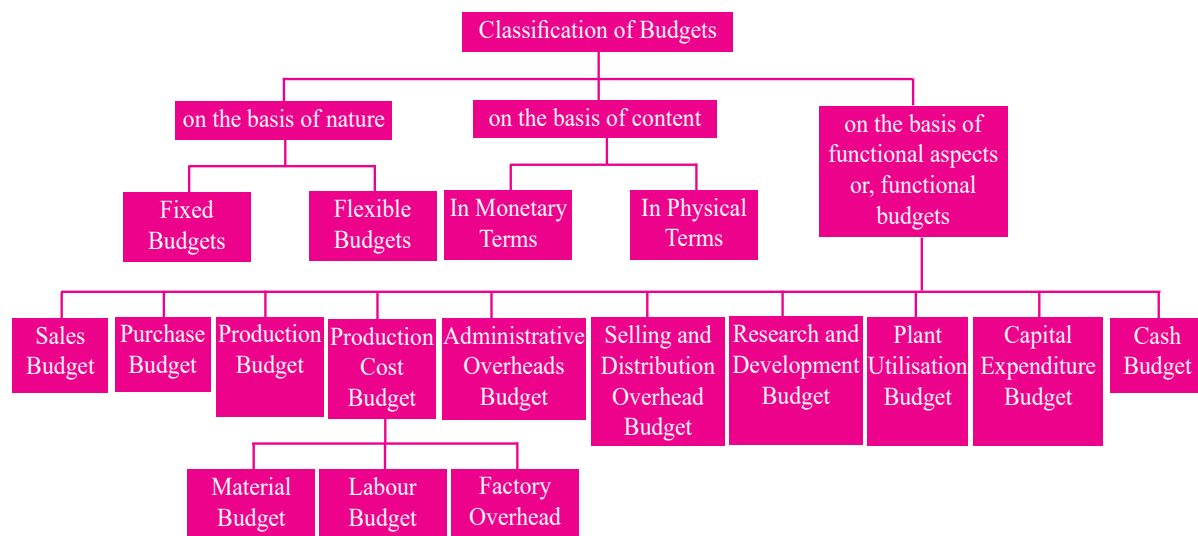 Classification of Budgets
on the basis of nature
on the basis of content
on the basis of
functional aspects
or, functional
budgets
Fixed
Budgets
Flexible
Budgets
In Monetary
Terms
In Physical
Terms
Sales
Budget
Purchase
Budget
Production
Budget
Production
Cost
Budget
Administrative
Overheads
Budget
Selling and
Distribution
Overhead
Budget
Research and
Development
Budget
Plant
Utilisation
Budget
Capital
Expenditure
Budget
Cash
Budget
Material
Budget
Labour
Budget
Factory
Overhead